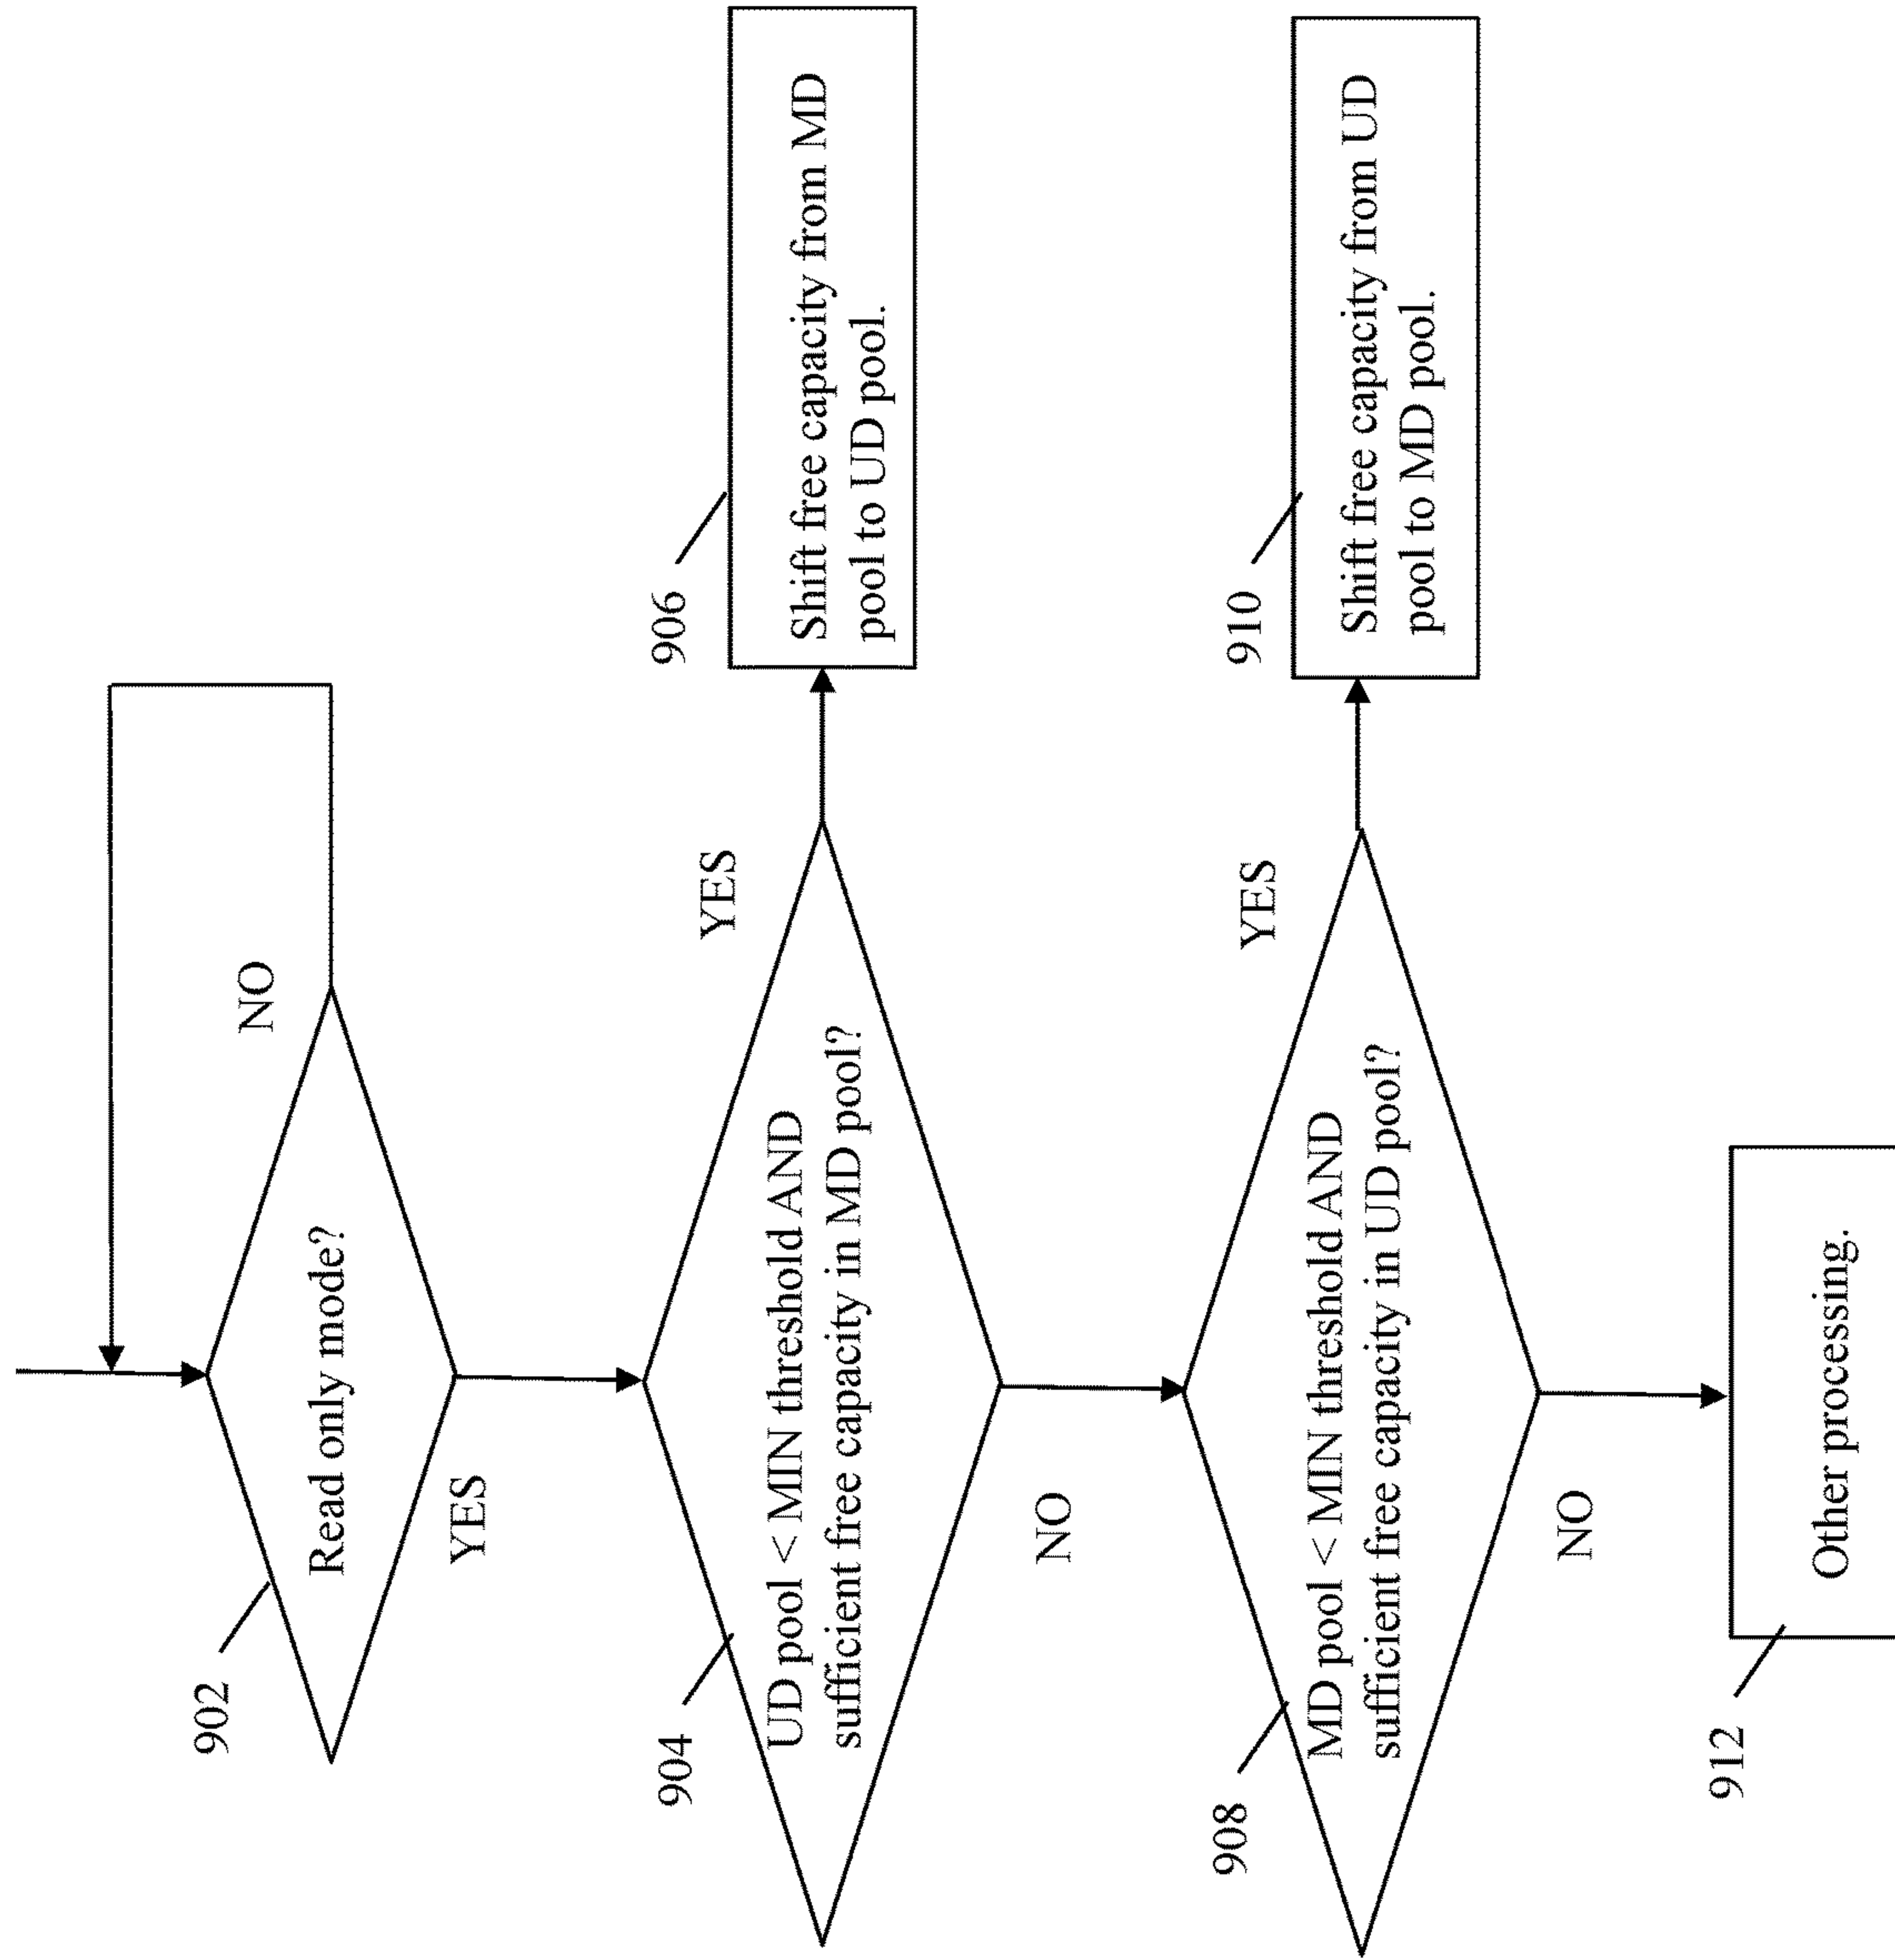 902
Read only mode?
NO
YES
904
UD pool < MIN threshold AND
sufficient free capacity in MD pool?
YES
906
Shift free capacity from MD
pool to UD pool.
NO
908
MD pool < MIN threshold AND
sufficient free capacity in UD pool?
YES
910
Shift free capacity from UD
pool to MD pool.
NO
912
Other processing.